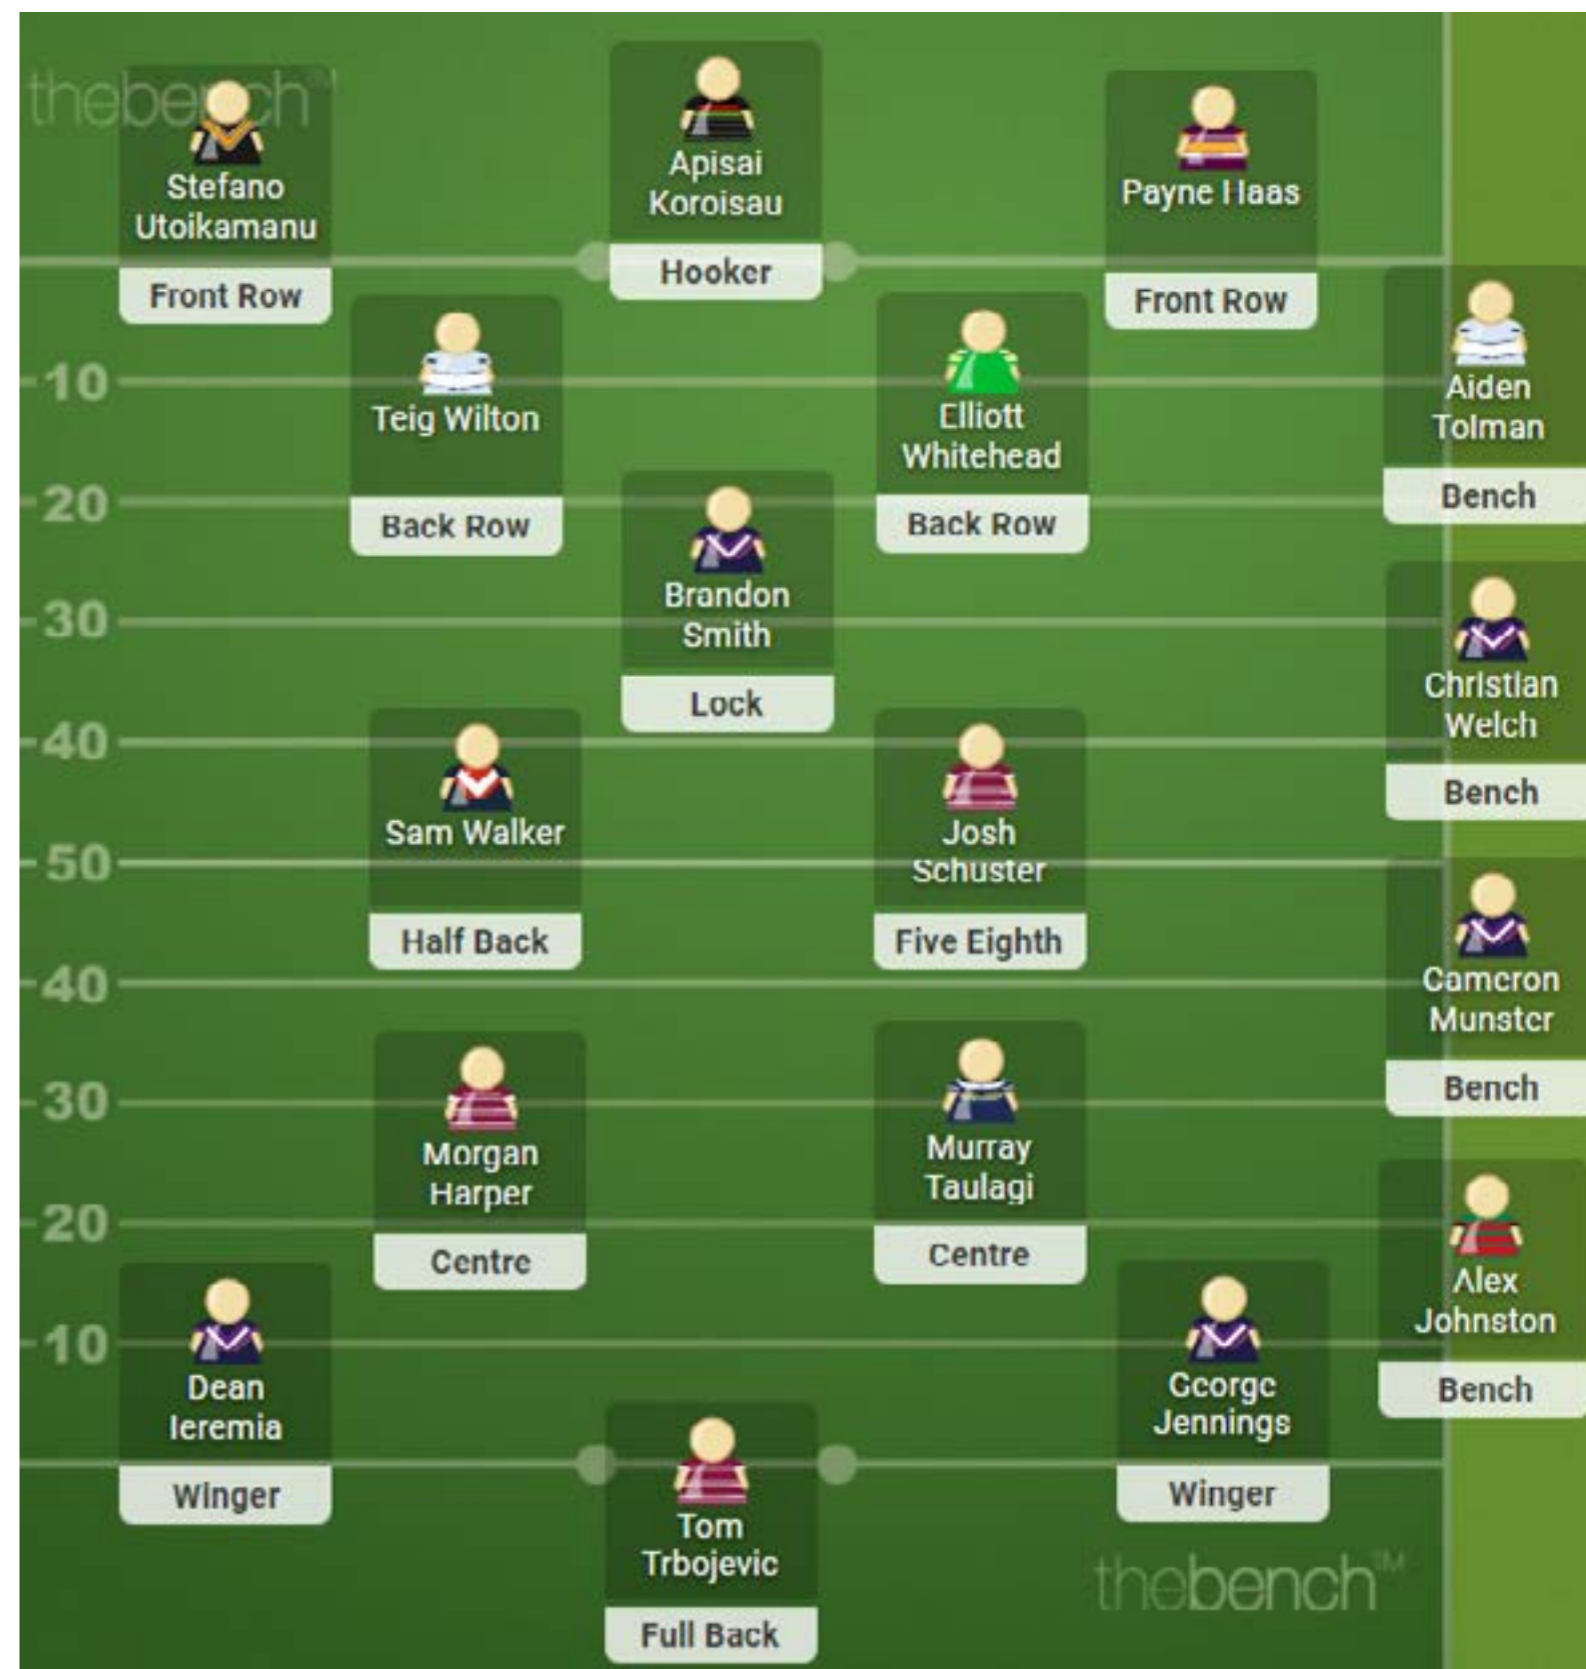 thebench™
Stefano
Utoikamanu
Front Row
Apisai
Koroisau
Hooker
Payne Haas
Front Row
10
Teig Wilton
Back Row
Elliott
Whitehead
Back Row
Aiden
Tolman
Bench
20
Brandon
Smith
Lock
30
Christian
Welch
Bench
40
Sam Walker
Half Back
Josh
Schuster
Five Eighth
50
Cameron
Munster
Bench
40
Morgan
Harper
Centre
Murray
Taulagi
Centre
30
20
Alex
Johnston
Bench
10
Dean
Ieremia
Winger
George
Jennings
Winger
Tom
Trbojevic
Full Back
thebench™